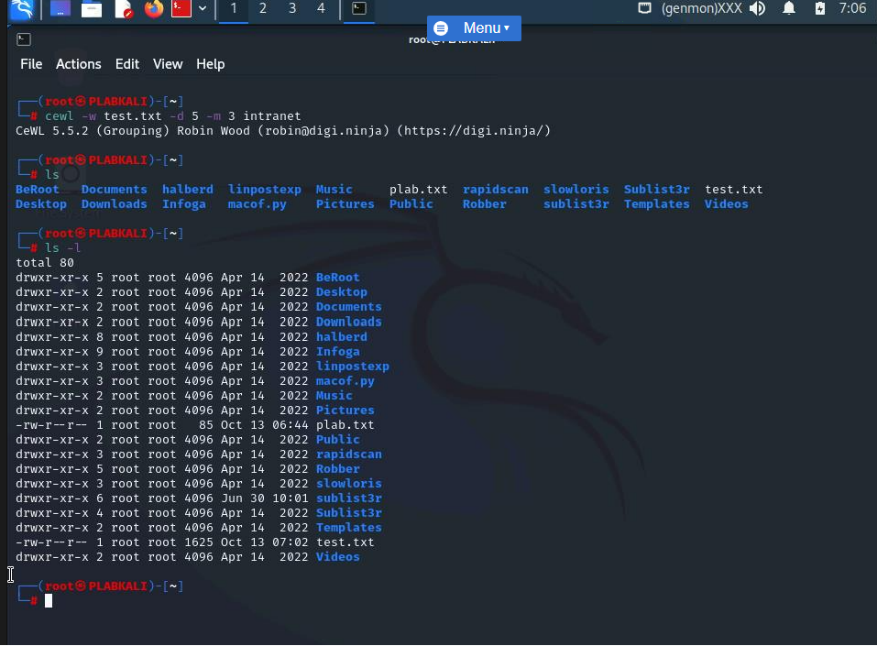 1 2 3 4 (genmon)XXX 7:06
Menu
File Actions Edit View Help
┌──(root㉿PLABKALI)-[~]
└─# cewl -w test.txt -d 5 -m 3 intranet
CeWL 5.5.2 (Grouping) Robin Wood (robin@digi.ninja) (https://digi.ninja/)
┌──(root㉿PLABKALI)-[~]
└─# ls
BeRoot Documents halberd linpostexp Music plab.txt rapidscan slowloris Sublist3r test.txt
Desktop Downloads Infoga macof.py Pictures Public Robber sublist3r Templates Videos
┌──(root㉿PLABKALI)-[~]
└─# ls -l
total 80
drwxr-xr-x 5 root root 4096 Apr 14 2022 BeRoot
drwxr-xr-x 2 root root 4096 Apr 14 2022 Desktop
drwxr-xr-x 2 root root 4096 Apr 14 2022 Documents
drwxr-xr-x 2 root root 4096 Apr 14 2022 Downloads
drwxr-xr-x 8 root root 4096 Apr 14 2022 halberd
drwxr-xr-x 9 root root 4096 Apr 14 2022 Infoga
drwxr-xr-x 3 root root 4096 Apr 14 2022 linpostexp
drwxr-xr-x 3 root root 4096 Apr 14 2022 macof.py
drwxr-xr-x 2 root root 4096 Apr 14 2022 Music
drwxr-xr-x 2 root root 4096 Apr 14 2022 Pictures
-rw-r--r-- 1 root root 85 Oct 13 06:44 plab.txt
drwxr-xr-x 2 root root 4096 Apr 14 2022 Public
drwxr-xr-x 3 root root 4096 Apr 14 2022 rapidscan
drwxr-xr-x 5 root root 4096 Apr 14 2022 Robber
drwxr-xr-x 3 root root 4096 Apr 14 2022 slowloris
drwxr-xr-x 6 root root 4096 Jun 30 10:01 sublist3r
drwxr-xr-x 4 root root 4096 Apr 14 2022 Sublist3r
drwxr-xr-x 2 root root 4096 Apr 14 2022 Templates
-rw-r--r-- 1 root root 1625 Oct 13 07:02 test.txt
drwxr-xr-x 2 root root 4096 Apr 14 2022 Videos
┌──(root㉿PLABKALI)-[~]
└─#